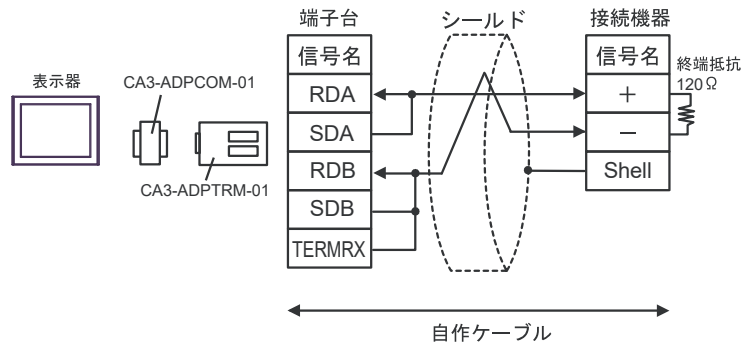 端子台
シールド
接続機器
信号名
信号名
表示器
CA3-ADPCOM-01
CA3-ADPTRM-01
RDA
SDA
RDB
SDB
TERMRX
+
−
Shell
終端抵抗
120Ω
自作ケーブル